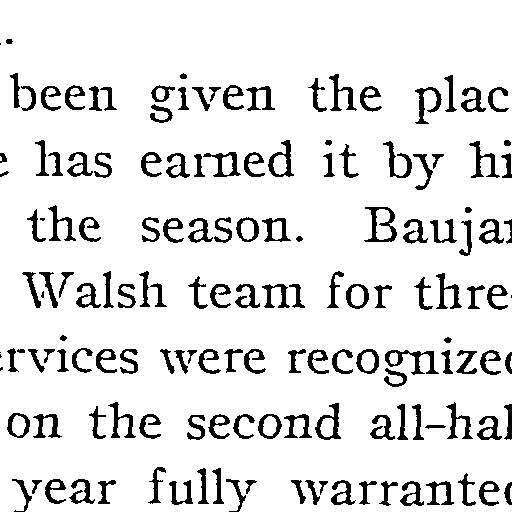 been given the plac
e has earned it by hi
the season. Baujar
Walsh team for thre-
ervices were recognized
on the second all-hal
year fully warranted